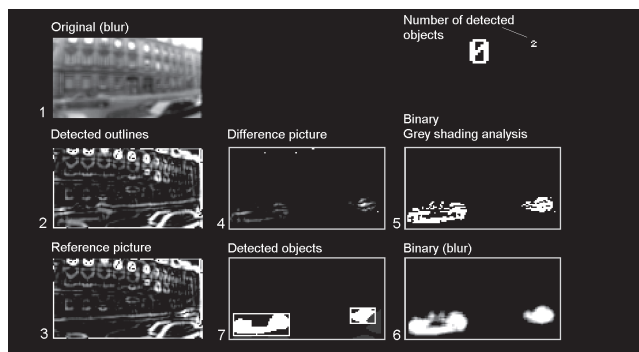 Original (blur)
Number of detected
objects
2
0
1
Detected outlines
Difference picture
Binary
Grey shading analysis
2
4
5
Reference picture
Detected objects
Binary (blur)
3
7
6